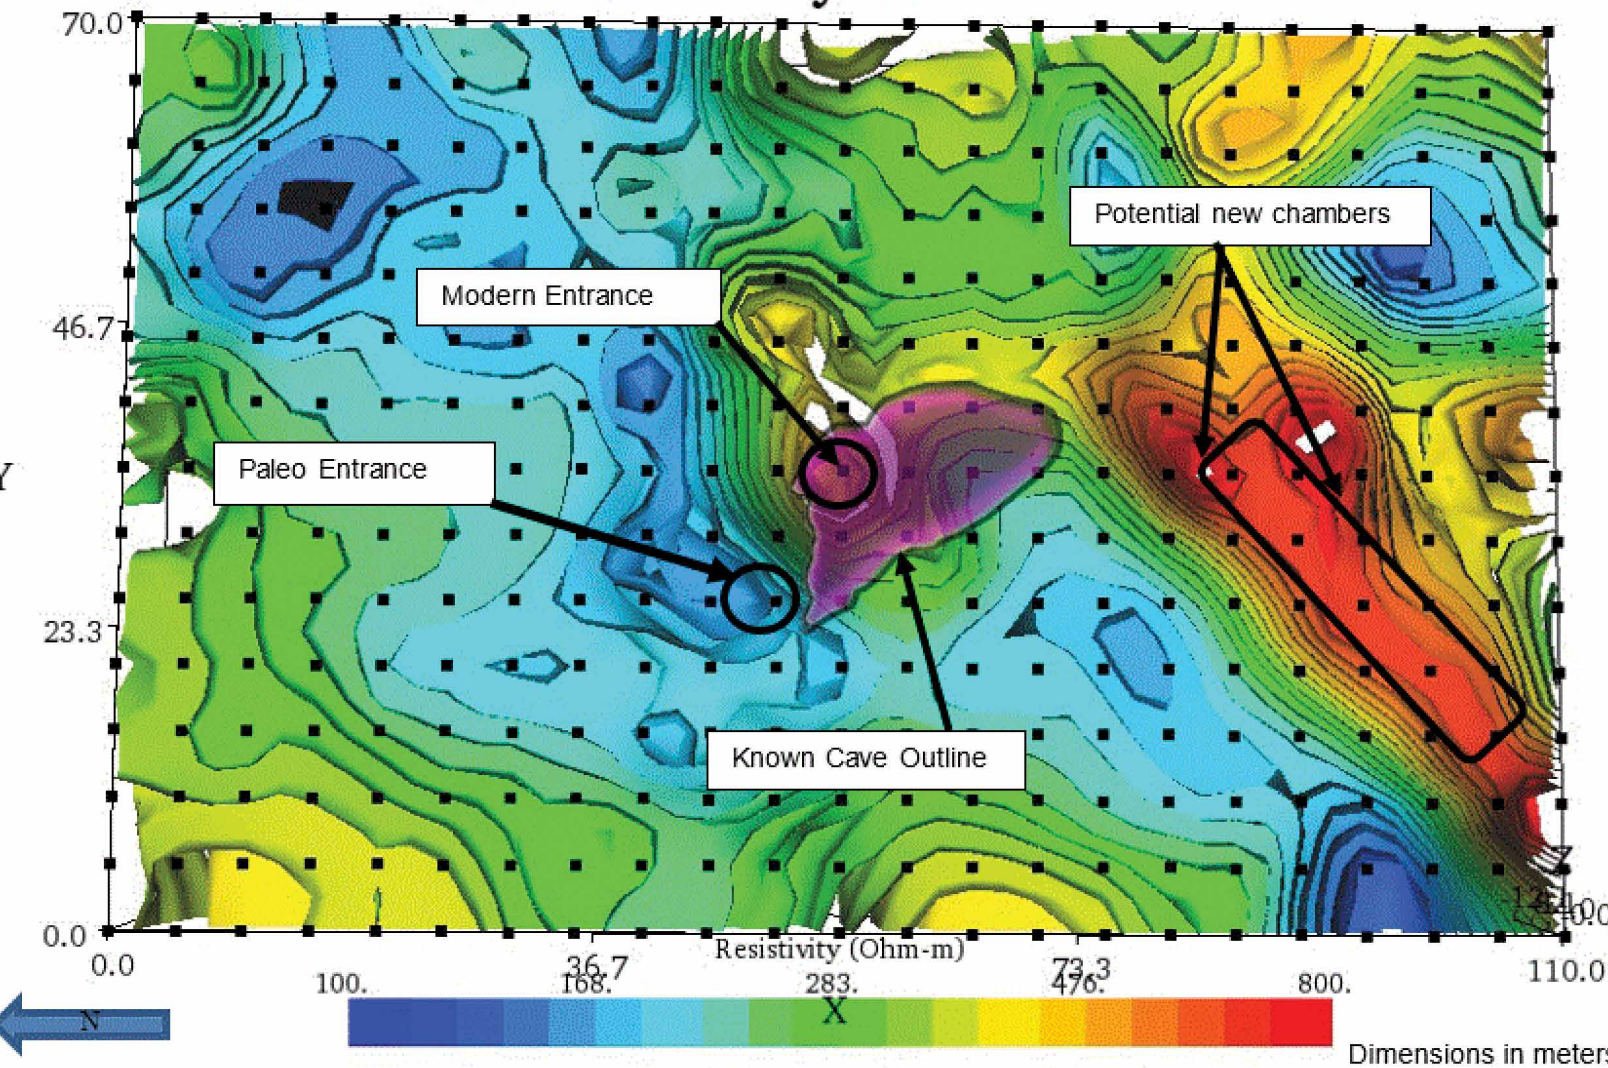 70.0
Potential new chambers
Modern Entrance
46.7
Paleo Entrance
Y
23.3
Known Cave Outline
0.0
Resistivity (Ohm-m)
0.0 36.7 73.3 110.0
100. 168. 283. 476. 800.
X
N
Dimensions in meters